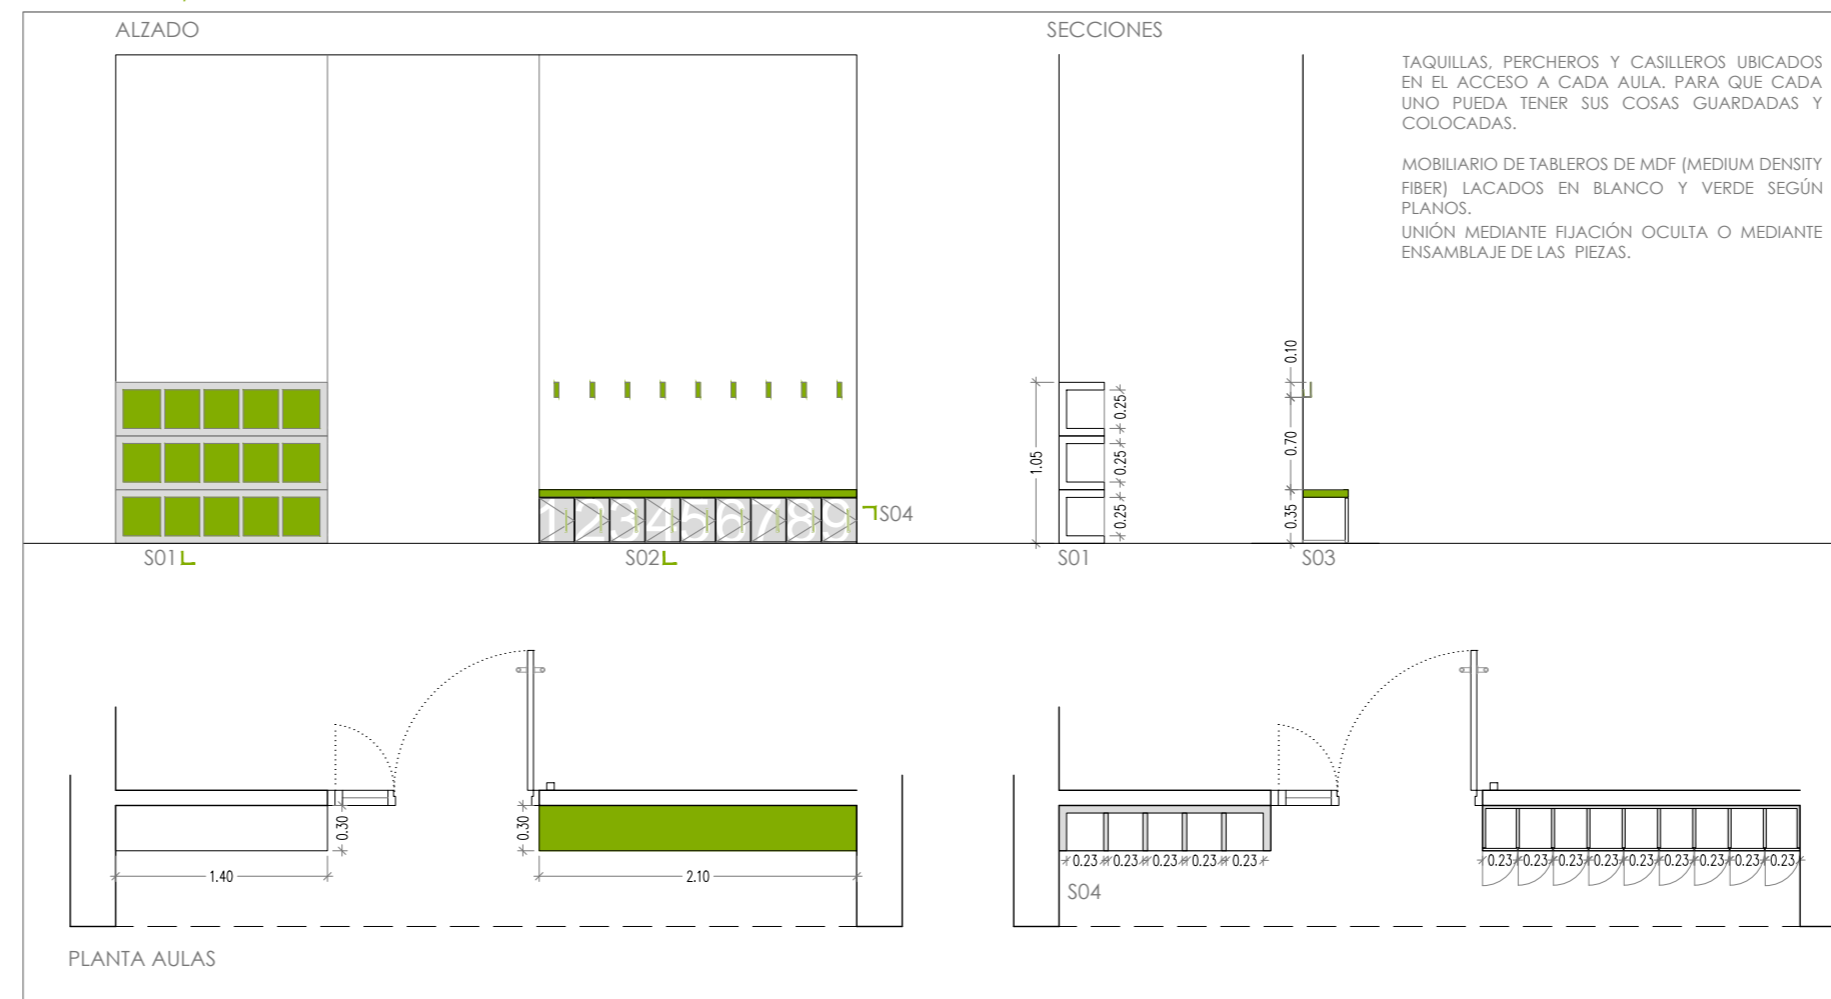 ALZADO
SECCIONES
TAQUILLAS, PERCHEROS Y CASILLEROS UBICADOS
EN EL ACCESO A CADA AULA. PARA QUE CADA
UNO PUEDA TENER SUS COSAS GUARDADAS Y
COLOCADAS.
MOBILIARIO DE TABLEROS DE MDF (MEDIUM DENSITY
FIBER) LACADOS EN BLANCO Y VERDE SEGÚN
PLANOS.
UNIÓN MEDIANTE FIJACIÓN OCULTA O MEDIANTE
ENSAMBLAJE DE LAS PIEZAS.
123456789
S04
S01
S02
1.05
0.25
0.25
0.25
0.10
0.70
0.35
S01
S03
0.30
0.30
1.40
2.10
0.23 0.23 0.23 0.23 0.23
0.23 0.23 0.23 0.23 0.23 0.23 0.23 0.23 0.23
S04
PLANTA AULAS